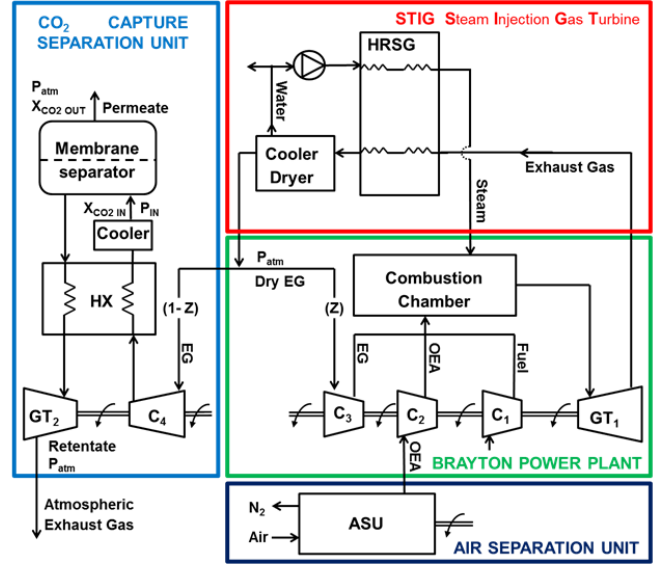 CO2 CAPTURE
SEPARATION UNIT
Patm
XCO2 OUT
Permeate
Membrane
separator
XCO2 IN
PIN
Cooler
HX
(1- Z)
EG
GT2
C4
Retentate
Patm
Atmospheric
Exhaust Gas
STIG Steam Injection Gas Turbine
HRSG
Water
Cooler
Dryer
Exhaust Gas
Steam
Patm
Dry EG
(Z)
Combustion
Chamber
EG
OEA
Fuel
C3
C2
C1
GT1
OEA
BRAYTON POWER PLANT
N2
Air
ASU
AIR SEPARATION UNIT